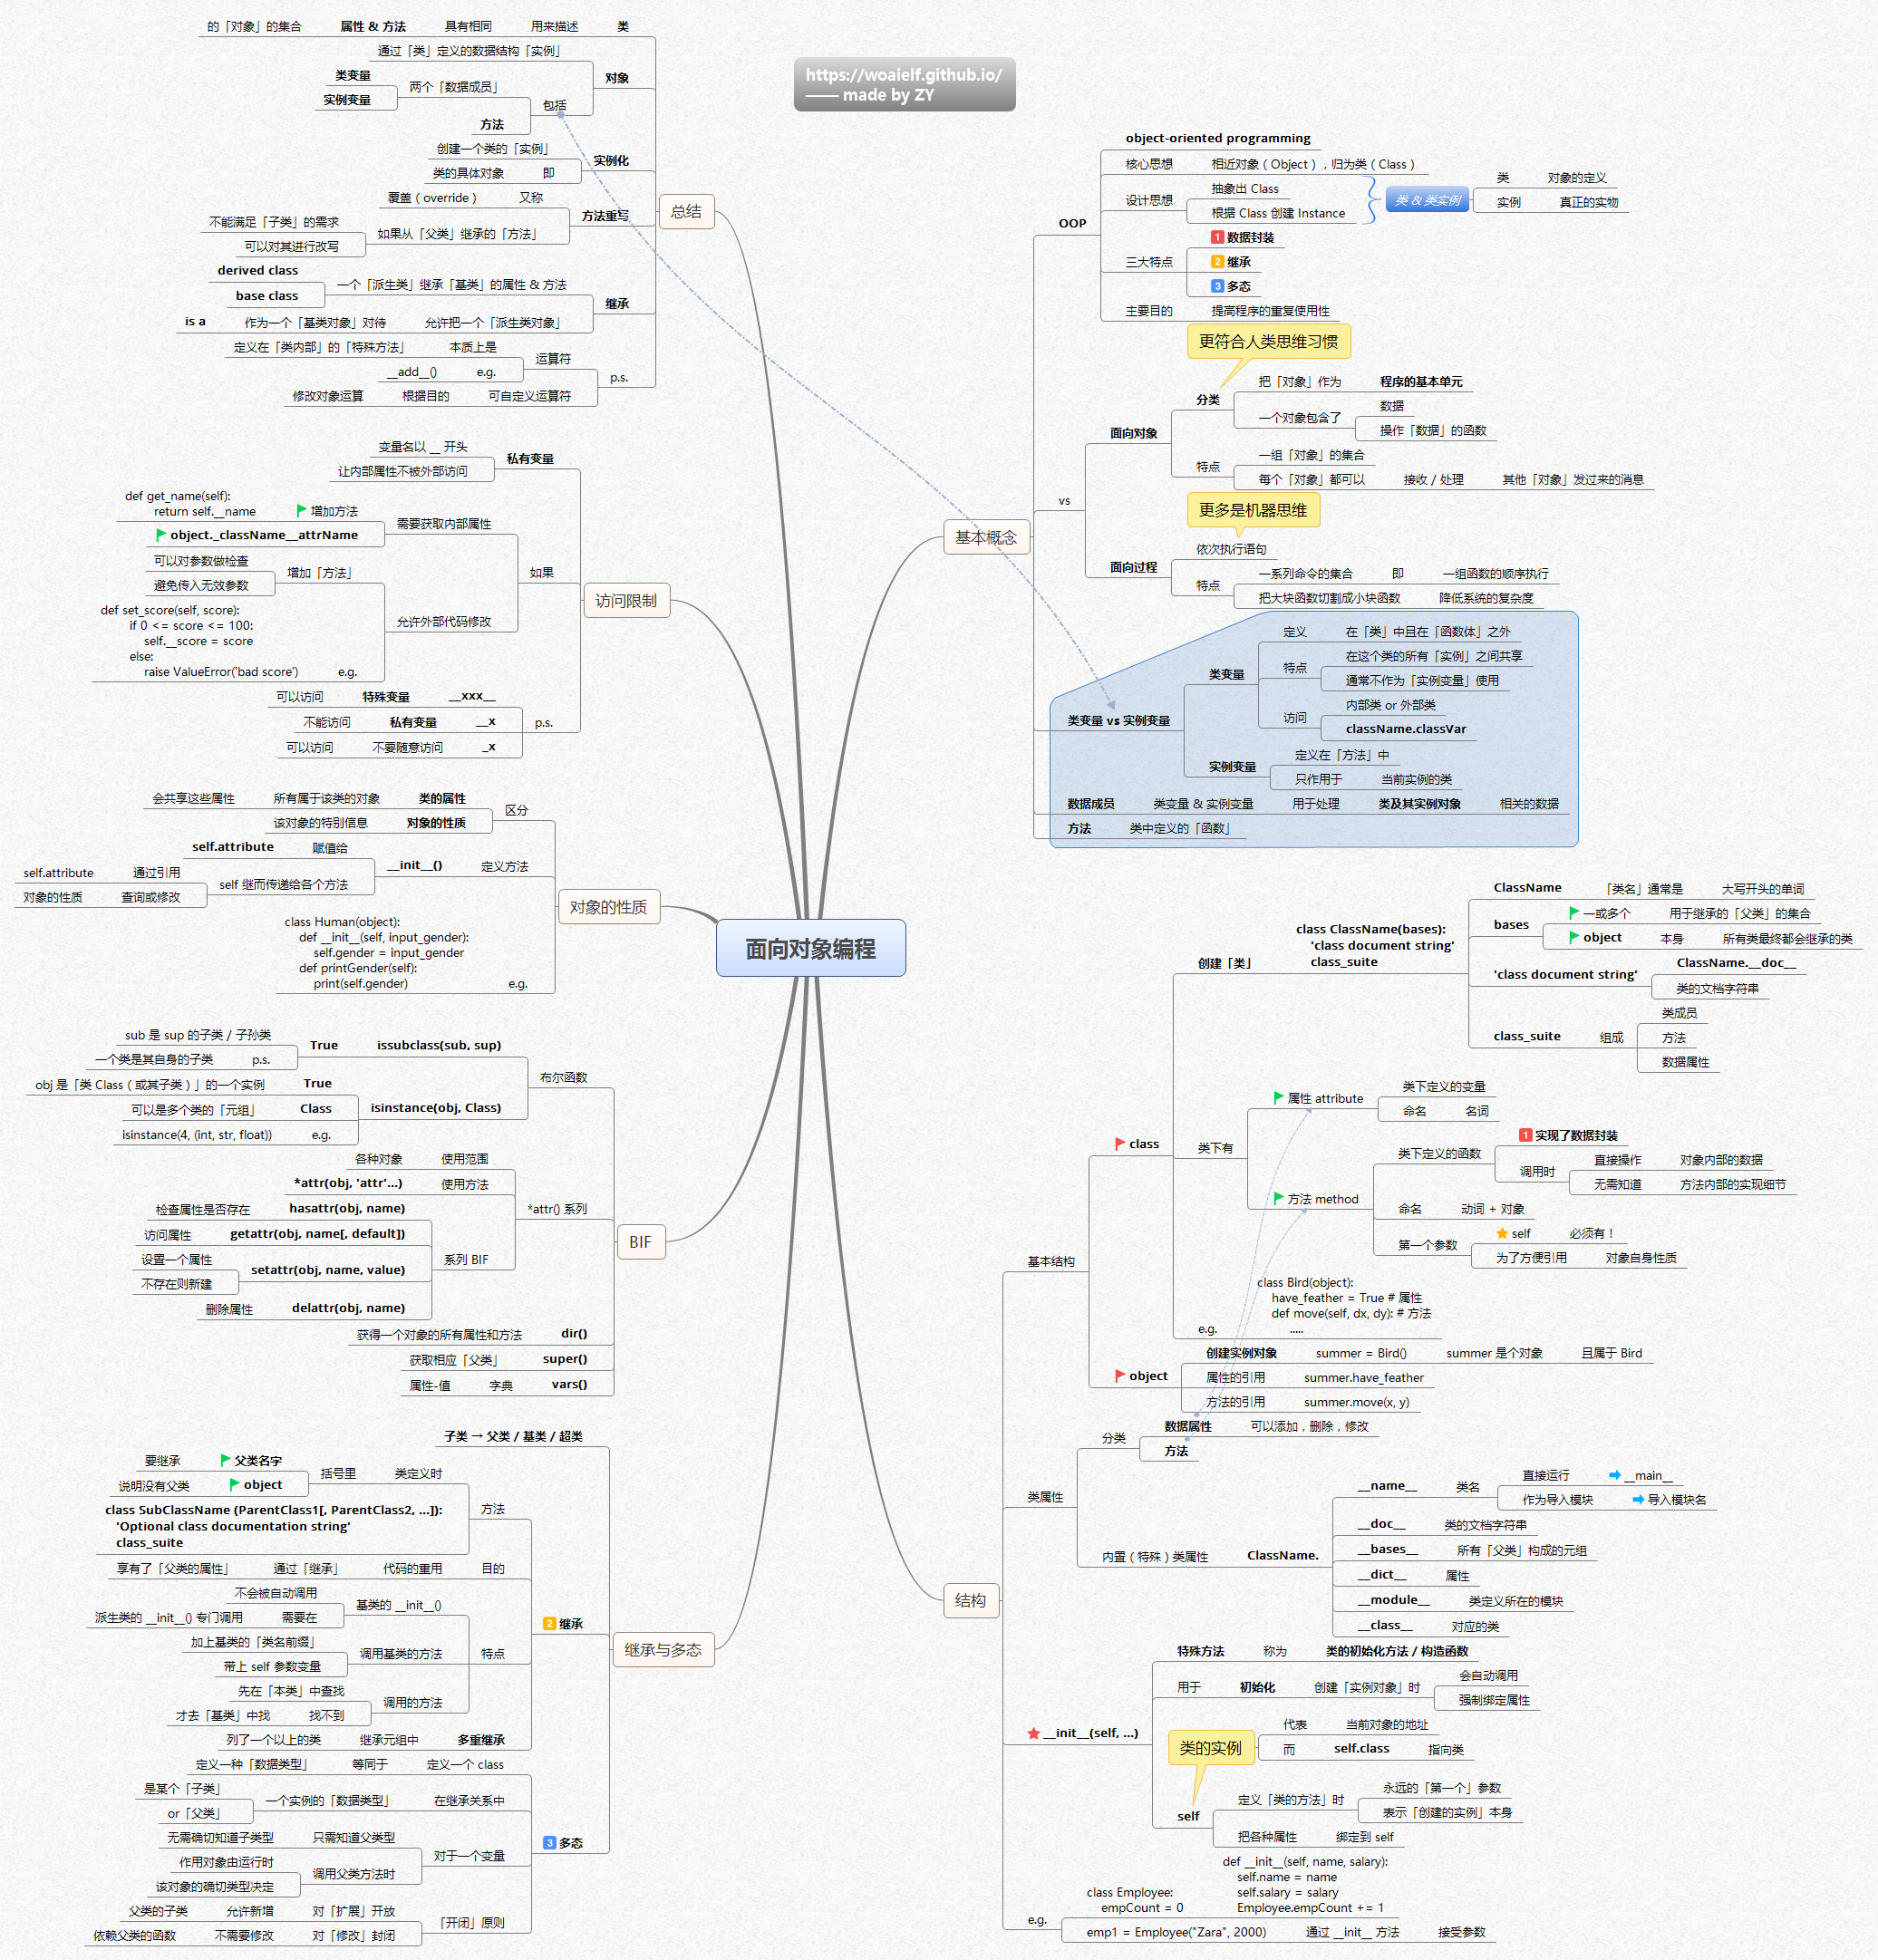 https://woaielf.github.io/
—— made by ZY
面向对象编程
基本概念
OOP
object-oriented programming
核心思想 相近对象（Object），归为类（Class）
设计思想
抽象出 Class
根据 Class 创建 Instance
类 & 类实例
类 对象的定义
实例 真正的实物
三大特点
1 数据封装
2 继承
3 多态
主要目的 提高程序的重复使用性
vs
更符合人类思维习惯
面向对象
分类
把「对象」作为 程序的基本单元
一个对象包含了
数据
操作「数据」的函数
特点
一组「对象」的集合
每个「对象」都可以 接收 / 处理 其他「对象」发过来的消息
更多是机器思维
面向过程
依次执行语句
特点
一系列命令的集合 即 一组函数的顺序执行
把大块函数切割成小块函数 降低系统的复杂度
类变量 vs 实例变量
类变量
定义 在「类」中且在「函数体」之外
特点
在这个类的所有「实例」之间共享
通常不作为「实例变量」使用
访问
内部类 or 外部类
className.classVar
实例变量
定义在「方法」中
只作用于 当前实例的类
数据成员 类变量 & 实例变量 用于处理 类及其实例对象 相关的数据
方法 类中定义的「函数」
结构
基本结构
class
创建「类」
class ClassName(bases):
'class document string'
class_suite
ClassName 「类名」通常是 大写开头的单词
bases
一或多个 用于继承的「父类」的集合
object 本身 所有类最终都会继承的类
'class document string'
ClassName.__doc__
类的文档字符串
class_suite 组成
类成员
方法
数据属性
类下有
属性 attribute
类下定义的变量
命名 名词
方法 method
类下定义的函数
1 实现了数据封装
调用时
直接操作 对象内部的数据
无需知道 方法内部的实现细节
命名 动词 + 对象
第一个参数
self 必须有！
为了方便引用 对象自身性质
e.g.
class Bird(object):
have_feather = True # 属性
def move(self, dx, dy): # 方法
.....
object
创建实例对象 summer = Bird() summer 是个对象 且属于 Bird
属性的引用 summer.have_feather
方法的引用 summer.move(x, y)
类属性
分类
数据属性 可以添加，删除，修改
方法
内置（特殊）类属性 ClassName.
__name__ 类名
直接运行 __main__
作为导入模块 导入模块名
__doc__ 类的文档字符串
__bases__ 所有「父类」构成的元组
__dict__ 属性
__module__ 类定义所在的模块
__class__ 对应的类
__init__(self, ...)
特殊方法 称为 类的初始化方法 / 构造函数
用于 初始化 创建「实例对象」时
会自动调用
强制绑定属性
类的实例
代表 当前对象的地址
而 self.class 指向类
self
定义「类的方法」时
永远的「第一个」参数
表示「创建的实例」本身
把各种属性 绑定到 self
e.g.
class Employee:
empCount = 0
def __init__(self, name, salary):
self.name = name
self.salary = salary
Employee.empCount += 1
emp1 = Employee("Zara", 2000) 通过 __init__ 方法 接受参数
总结
的「对象」的集合 属性 & 方法 具有相同 用来描述 类
通过「类」定义的数据结构「实例」
对象
类变量
实例变量
两个「数据成员」
方法
包括
创建一个类的「实例」
类的具体对象 即
实例化
覆盖（override） 又称
方法重写
不能满足「子类」的需求
可以对其进行改写
如果从「父类」继承的「方法」
derived class
base class
一个「派生类」继承「基类」的属性 & 方法
继承
is a 作为一个「基类对象」对待 允许把一个「派生类对象」
定义在「类内部」的「特殊方法」 本质上是
__add__() e.g.
运算符
修改对象运算 根据目的 可自定义运算符
p.s.
访问限制
变量名以 __ 开头
让内部属性不被外部访问
私有变量
def get_name(self):
return self.__name
增加方法
object._className__attrName
需要获取内部属性
可以对参数做检查
避免传入无效参数
增加「方法」
如果
允许外部代码修改
def set_score(self, score):
if 0 <= score <= 100:
self.__score = score
else:
raise ValueError('bad score') e.g.
可以访问 特殊变量 __xxx__
不能访问 私有变量 __x
可以访问 不要随意访问 _x
p.s.
对象的性质
会共享这些属性 所有属于该类的对象 类的属性
该对象的特别信息 对象的性质
区分
self.attribute 赋值给
__init__() 定义方法
self.attribute 通过引用
对象的性质 查询或修改
self 继而传递给各个方法
class Human(object):
def __init__(self, input_gender):
self.gender = input_gender
def printGender(self):
print(self.gender) e.g.
BIF
sub 是 sup 的子类 / 子孙类
一个类是其自身的子类 p.s.
True issubclass(sub, sup)
布尔函数
obj 是「类 Class（或其子类）」的一个实例 True
可以是多个类的「元组」 Class
isinstance(4, (int, str, float)) e.g.
isinstance(obj, Class)
各种对象 使用范围
*attr(obj, 'attr'...) 使用方法
*attr() 系列
检查属性是否存在 hasattr(obj, name)
访问属性 getattr(obj, name[, default])
设置一个属性
不存在则新建
setattr(obj, name, value)
删除属性 delattr(obj, name)
系列 BIF
获得一个对象的所有属性和方法 dir()
获取相应「父类」 super()
属性-值 字典 vars()
继承与多态
子类 → 父类 / 基类 / 超类
要继承 父类名字
说明没有父类 object
括号里 类定义时
class SubClassName (ParentClass1[, ParentClass2, ...]):
'Optional class documentation string'
class_suite
方法
享有了「父类的属性」 通过「继承」 代码的重用 目的
不会被自动调用
派生类的 __init__() 专门调用 需要在
基类的 __init__()
2 继承
加上基类的「类名前缀」
带上 self 参数变量
调用基类的方法
特点
先在「本类」中查找
才去「基类」中找 找不到
调用的方法
列了一个以上的类 继承元组中 多重继承
定义一种「数据类型」 等同于 定义一个 class
是某个「子类」
or「父类」
一个实例的「数据类型」 在继承关系中
3 多态
无需确切知道子类型 只需知道父类型
作用对象由运行时
该对象的确切类型决定
调用父类方法时
对于一个变量
父类的子类 允许新增 对「扩展」开放
依赖父类的函数 不需要修改 对「修改」封闭
「开闭」原则